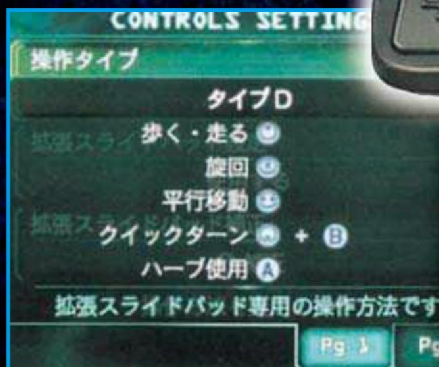 CONTROLS SETTING
操作タイプ
タイプD
歩く・走る
旋回
平行移動
クイックターン + B
ハーブ使用 A
拡張スライドパッド専用の操作方法です
Pg 1 Pg